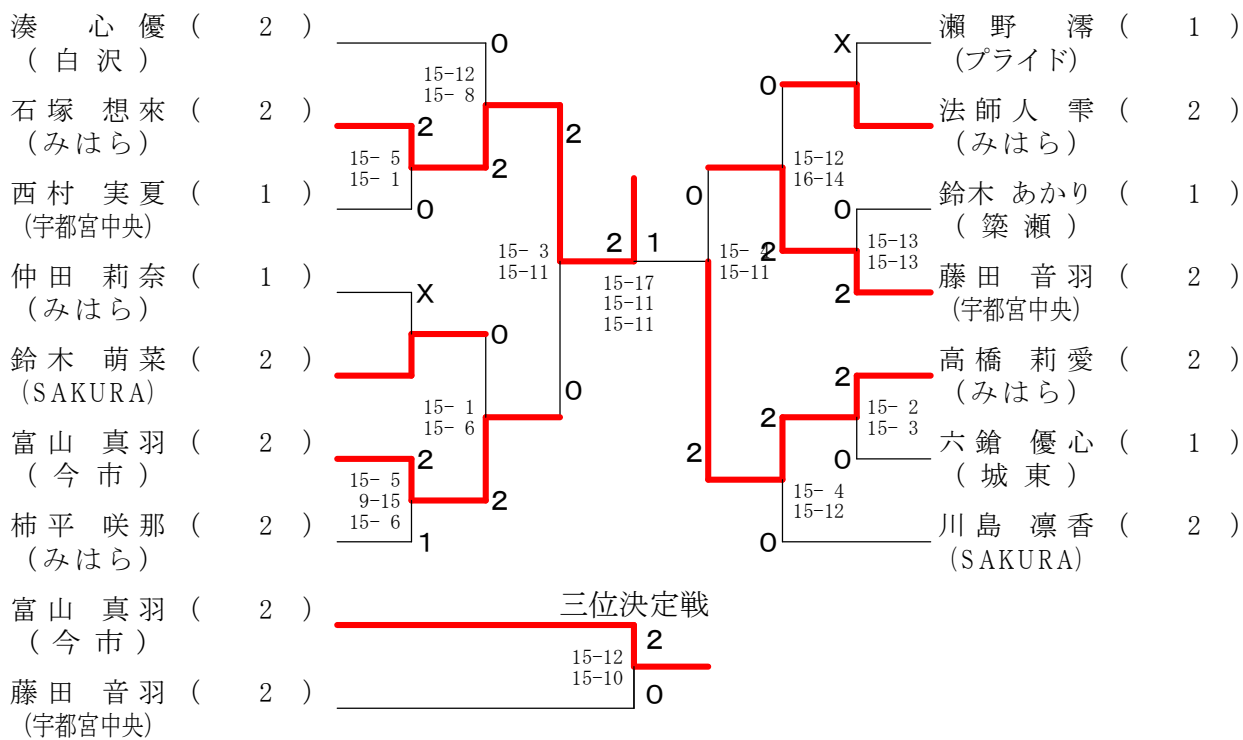 湊 心優 ( 2 )
(白沢)
石塚 想來 ( 2 )
(みはら)
西村 実夏 ( 1 )
(宇都宮中央)
仲田 莉奈 ( 1 )
(みはら)
鈴木 萌菜 ( 2 )
(SAKURA)
富山 真羽 ( 2 )
(今市)
柿平 咲那 ( 2 )
(みはら)
0
15-12
15- 8
2
2
15- 5
15- 1
0
X
0
15- 1
15- 6
2
15- 5
9-15
15- 6
2
1
2
15- 3
15-11
0
2 1
15-17
15-11
15-11
0
15- 4
15-11
2
X
0
15-12
16-14
2
0
15-13
15-13
2
2
15- 2
15- 3
0
2
15- 4
15-12
0
瀬野 澪 ( 1 )
(プライド)
法師人 雫 ( 2 )
(みはら)
鈴木 あかり ( 1 )
(簗瀬)
藤田 音羽 ( 2 )
(宇都宮中央)
高橋 莉愛 ( 2 )
(みはら)
六鎗 優心 ( 1 )
(城東)
川島 凛香 ( 2 )
(SAKURA)
三位決定戦
富山 真羽 ( 2 )
(今市)
藤田 音羽 ( 2 )
(宇都宮中央)
2
15-12
15-10
0